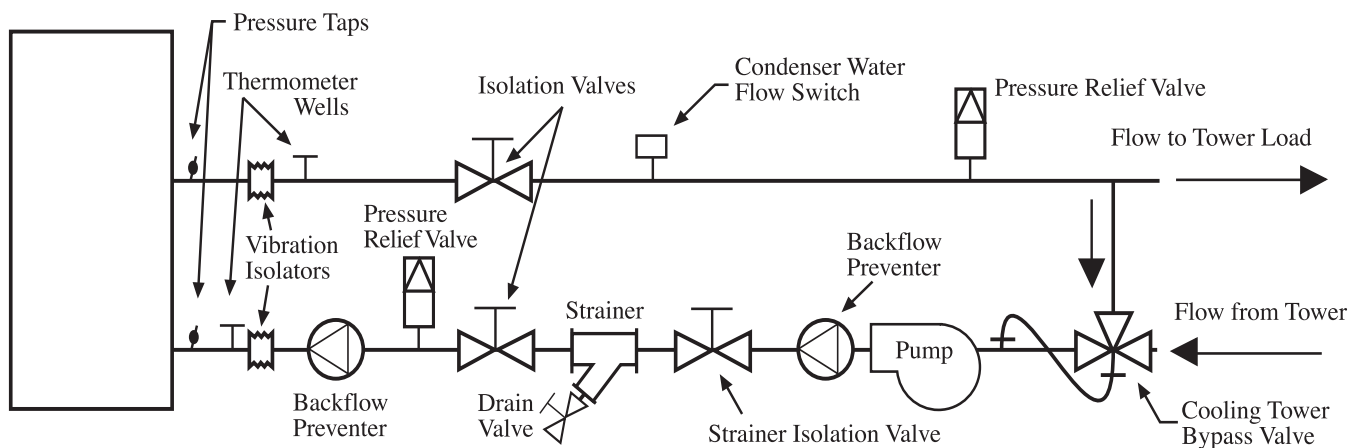 Pressure Taps
Thermometer
Wells
Isolation Valves
Condenser Water
Flow Switch
Pressure Relief Valve
Flow to Tower Load
Vibration
Isolators
Pressure
Relief Valve
Strainer
Backflow
Preventer
Flow from Tower
Pump
Backflow
Preventer
Drain
Valve
Strainer Isolation Valve
Cooling Tower
Bypass Valve